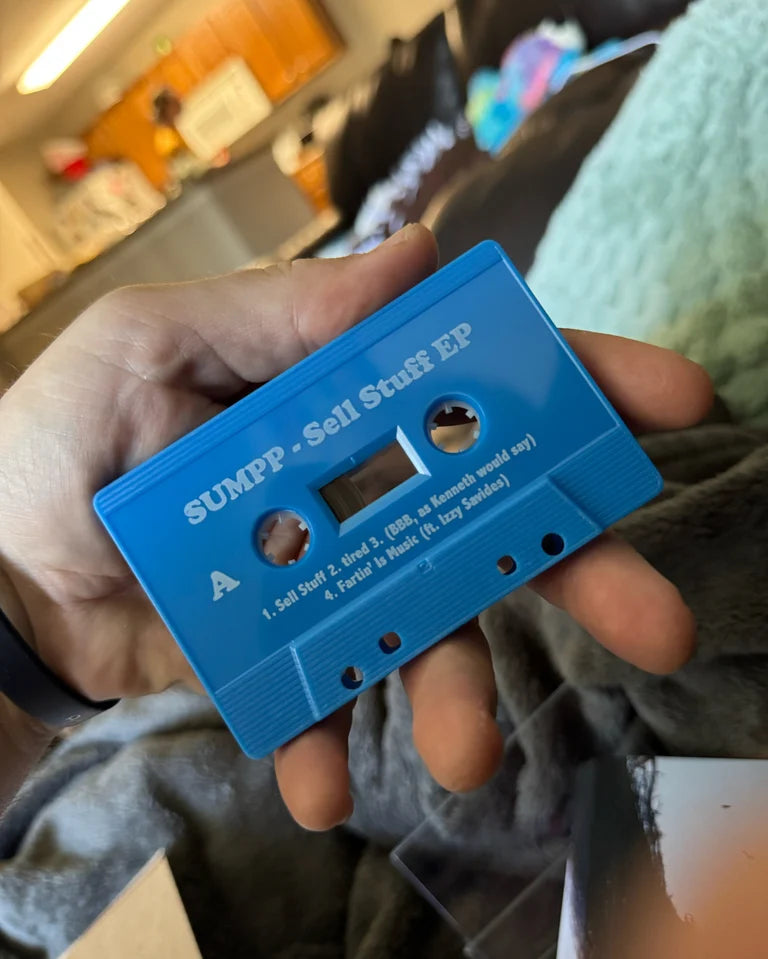 SUMPP - Sell Stuff EP
A
1. Sell Stuff 2. tired 3. (BBB, as Kenneth would say)
4. Fartin' is Music (ft. Izzy Savides)